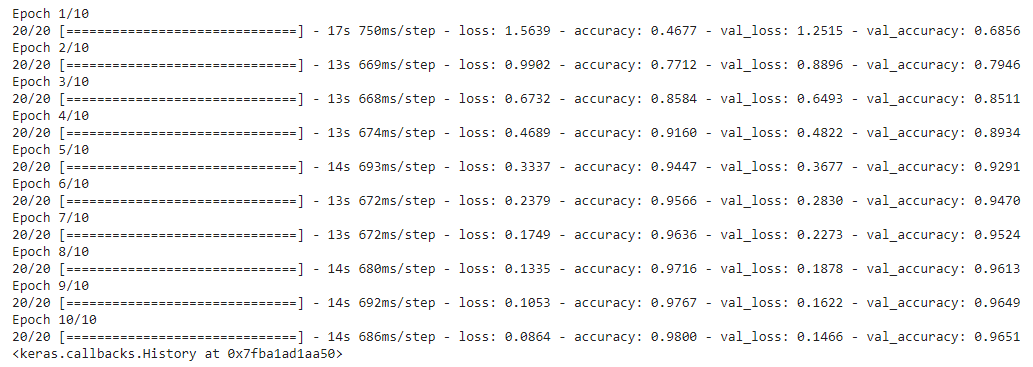 Epoch 1/10
20/20 [==============================] - 17s 750ms/step - loss: 1.5639 - accuracy: 0.4677 - val_loss: 1.2515 - val_accuracy: 0.6856
Epoch 2/10
20/20 [==============================] - 13s 669ms/step - loss: 0.9902 - accuracy: 0.7712 - val_loss: 0.8896 - val_accuracy: 0.7946
Epoch 3/10
20/20 [==============================] - 13s 668ms/step - loss: 0.6732 - accuracy: 0.8584 - val_loss: 0.6493 - val_accuracy: 0.8511
Epoch 4/10
20/20 [==============================] - 13s 674ms/step - loss: 0.4689 - accuracy: 0.9160 - val_loss: 0.4822 - val_accuracy: 0.8934
Epoch 5/10
20/20 [==============================] - 14s 693ms/step - loss: 0.3337 - accuracy: 0.9447 - val_loss: 0.3677 - val_accuracy: 0.9291
Epoch 6/10
20/20 [==============================] - 13s 672ms/step - loss: 0.2379 - accuracy: 0.9566 - val_loss: 0.2830 - val_accuracy: 0.9470
Epoch 7/10
20/20 [==============================] - 13s 672ms/step - loss: 0.1749 - accuracy: 0.9636 - val_loss: 0.2273 - val_accuracy: 0.9524
Epoch 8/10
20/20 [==============================] - 14s 680ms/step - loss: 0.1335 - accuracy: 0.9716 - val_loss: 0.1878 - val_accuracy: 0.9613
Epoch 9/10
20/20 [==============================] - 14s 692ms/step - loss: 0.1053 - accuracy: 0.9767 - val_loss: 0.1622 - val_accuracy: 0.9649
Epoch 10/10
20/20 [==============================] - 14s 686ms/step - loss: 0.0864 - accuracy: 0.9800 - val_loss: 0.1466 - val_accuracy: 0.9651
<keras.callbacks.History at 0x7fba1ad1aa50>